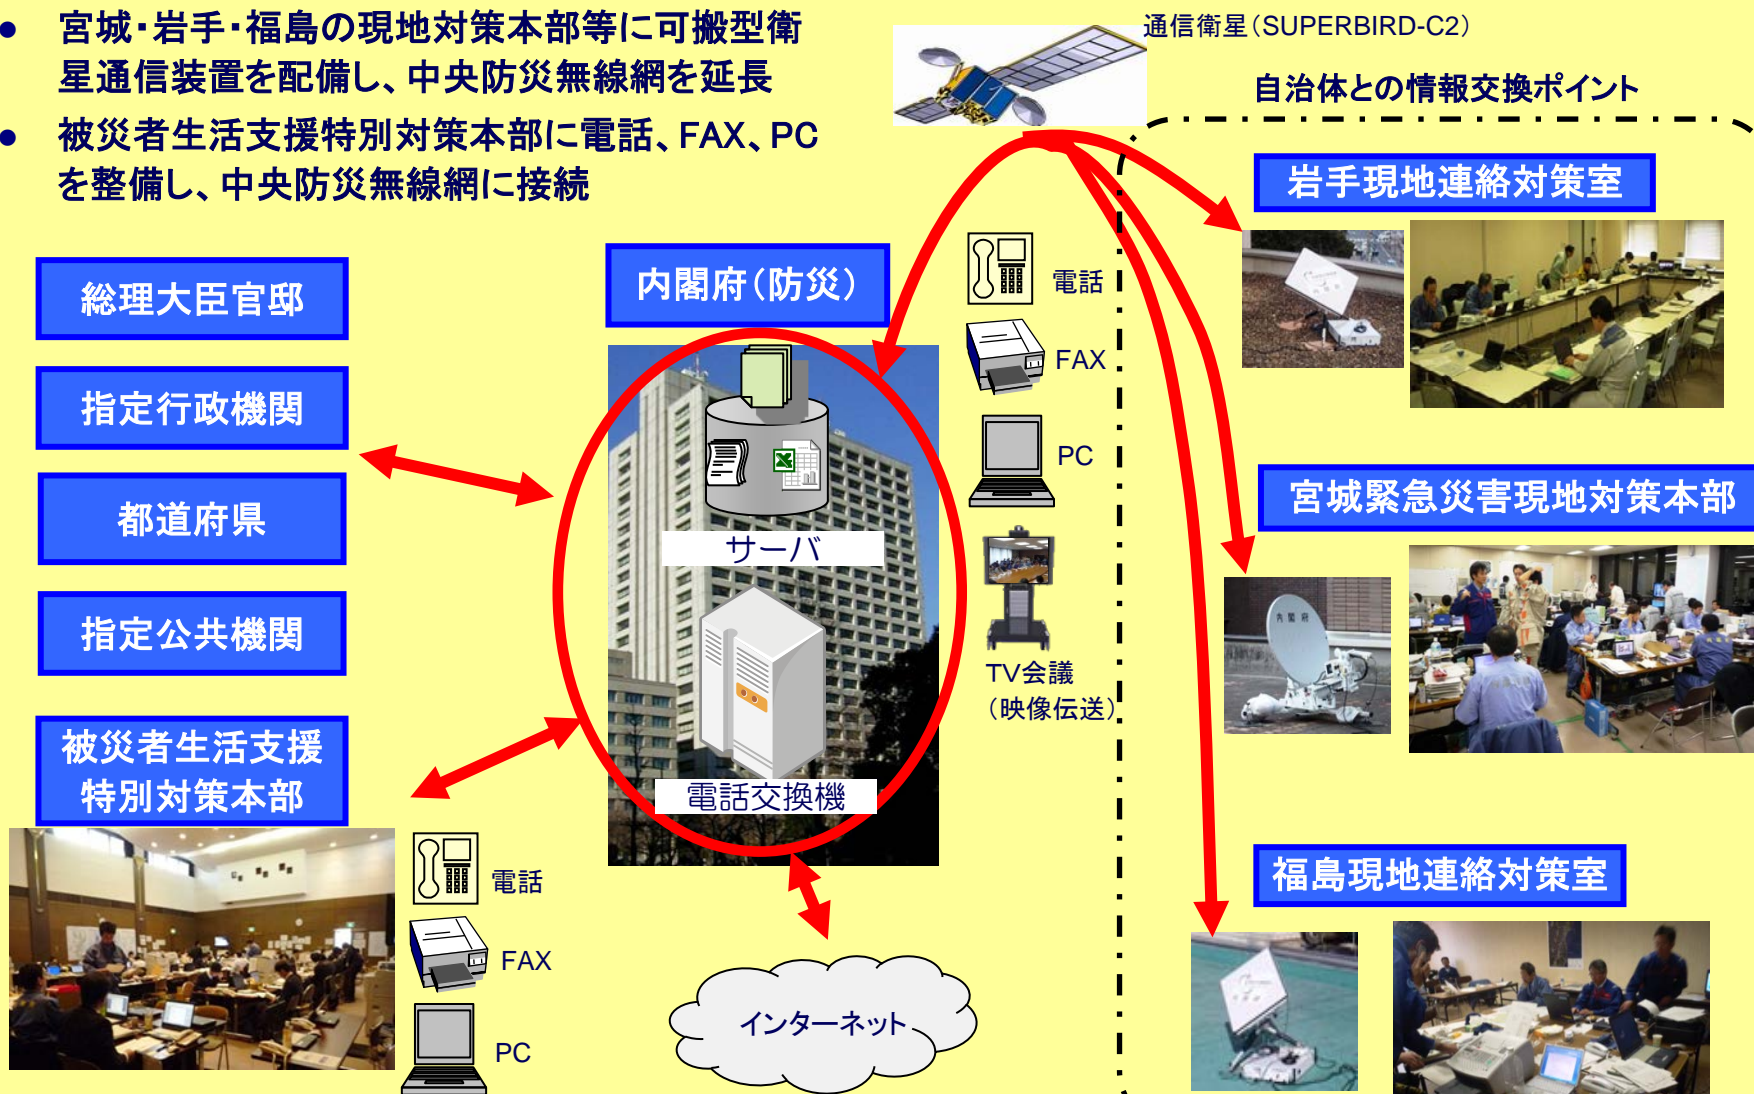 ● 宮城・岩手・福島の現地対策本部等に可搬型衛
星通信装置を配備し、中央防災無線網を延長
● 被災者生活支援特別対策本部に電話、FAX、PC
を整備し、中央防災無線網に接続
通信衛星（SUPERBIRD-C2）
自治体との情報交換ポイント
岩手現地連絡対策室
総理大臣官邸
指定行政機関
都道府県
指定公共機関
被災者生活支援
特別対策本部
電話
FAX
PC
内閣府（防災）
サーバ
電話交換機
インターネット
電話
FAX
PC
TV会議
（映像伝送）
宮城緊急災害現地対策本部
内閣府
福島現地連絡対策室